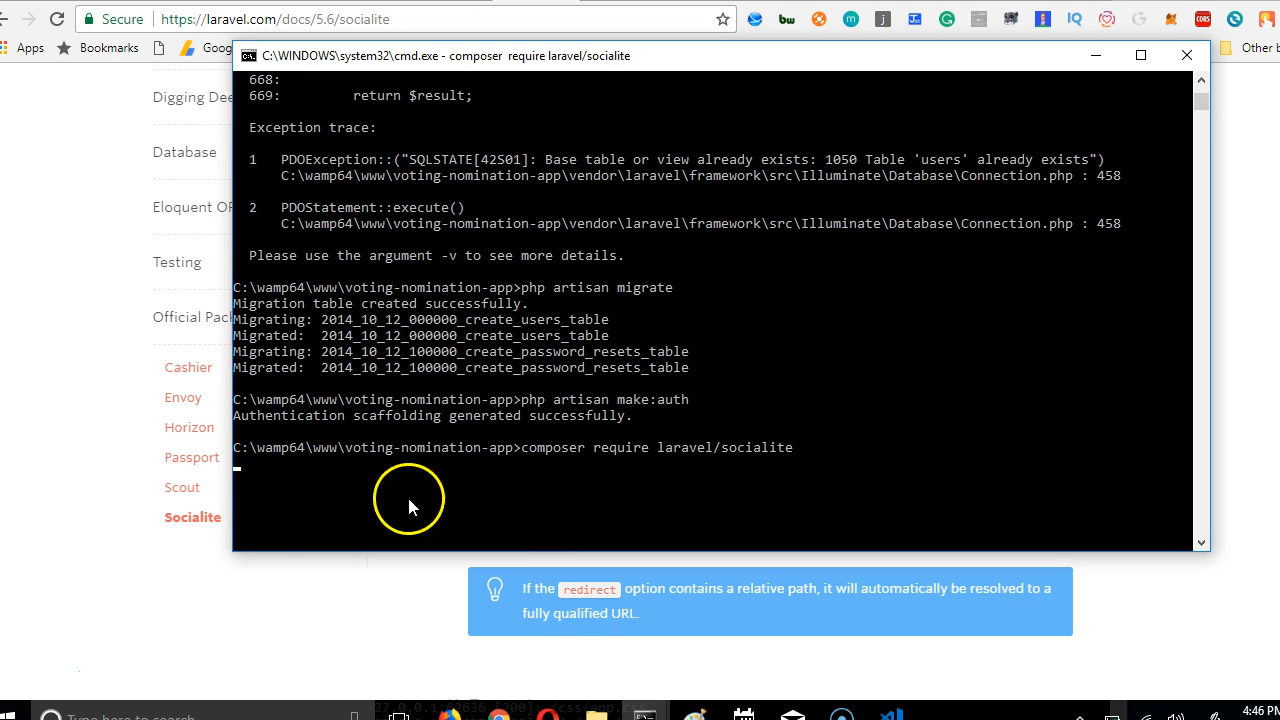 Secure
https://laravel.com/docs/5.6/socialite
Apps
Bookmarks
Goog
Other b
C:\WINDOWS\system32\cmd.exe - composer  require laravel/socialite
668:
669:         return $result;
Exception trace:
1   PDOException::("SQLSTATE[42S01]: Base table or view already exists: 1050 Table 'users' already exists")
C:\wamp64\www\voting-nomination-app\vendor\laravel\framework\src\Illuminate\Database\Connection.php : 458
2   PDOStatement::execute()
C:\wamp64\www\voting-nomination-app\vendor\laravel\framework\src\Illuminate\Database\Connection.php : 458
Please use the argument -v to see more details.
C:\wamp64\www\voting-nomination-app>php artisan migrate
Migration table created successfully.
Migrating: 2014_10_12_000000_create_users_table
Migrated:  2014_10_12_000000_create_users_table
Migrating: 2014_10_12_100000_create_password_resets_table
Migrated:  2014_10_12_100000_create_password_resets_table
C:\wamp64\www\voting-nomination-app>php artisan make:auth
Authentication scaffolding generated successfully.
C:\wamp64\www\voting-nomination-app>composer require laravel/socialite
Digging Dee
Database
Eloquent OR
Testing
Official Pack
Cashier
Envoy
Horizon
Passport
Scout
Socialite
If the redirect option contains a relative path, it will automatically be resolved to a
fully qualified URL.
4:46 PM